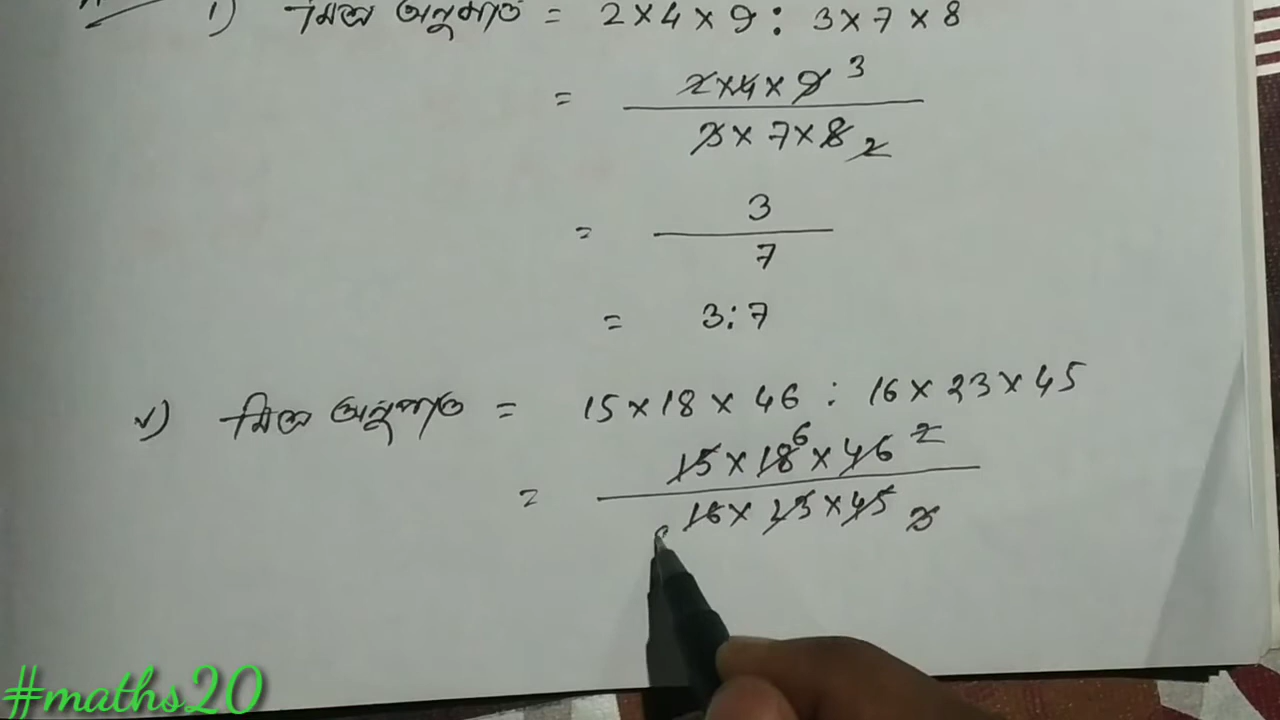 i) মিশ্র অনুপাত = 2×4×9 : 3×7×8
= 2×4×9 3
3×7×8 2
= 3
7
= 3:7
v) মিশ্র অনুপাত = 15×18×46 : 16×23×45
= 15×18 6×46 2
16×23×45 3
#maths20